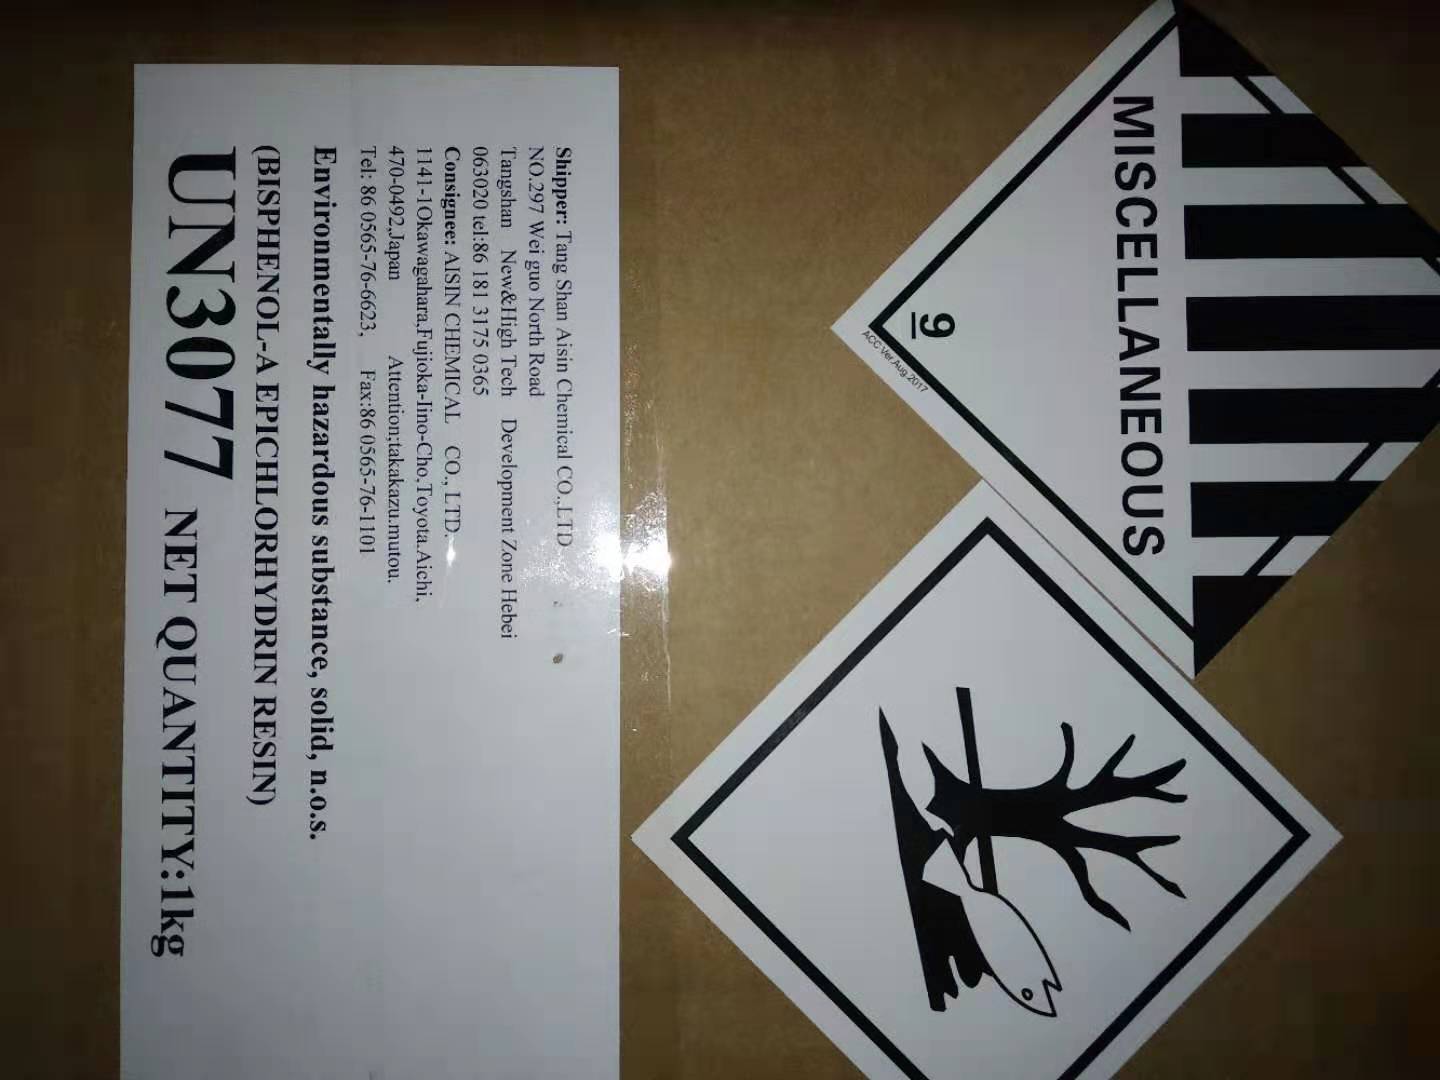 Shipper: Tang Shan Aisin Chemical CO.,LTD
NO.297 Wei guo North Road
Tangshan New&High Tech Development Zone Hebei
063020 tel:86 181 3175 0365
Consignee: AISIN CHEMICAL CO., LTD.
1141-1Okawagahara,Fujioka-Iino-Cho,Toyota.Aichi,
470-0492,Japan Attention;takakazu.mutou.
Tel: 86 0565-76-6623, Fax:86 0565-76-1101
Environmentally hazardous substance, solid, n.o.s.
(BISPHENOL-A EPICHLORHYDRIN RESIN)
UN3077 NET QUANTITY:1kg
MISCELLANEOUS
9
ACC Ver.Aug.2017